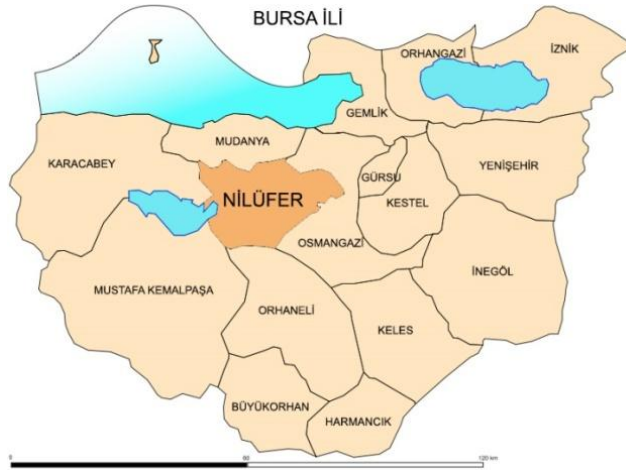 BURSA İLİ
ORHANGAZİ
İZNİK
GEMLİK
MUDANYA
KARACABEY
YENİŞEHİR
GÜRSU
NİLÜFER
KESTEL
OSMANGAZİ
İNEGÖL
MUSTAFA KEMALPAŞA
ORHANELİ
KELES
BÜYÜKORHAN
HARMANCIK
60
120 km